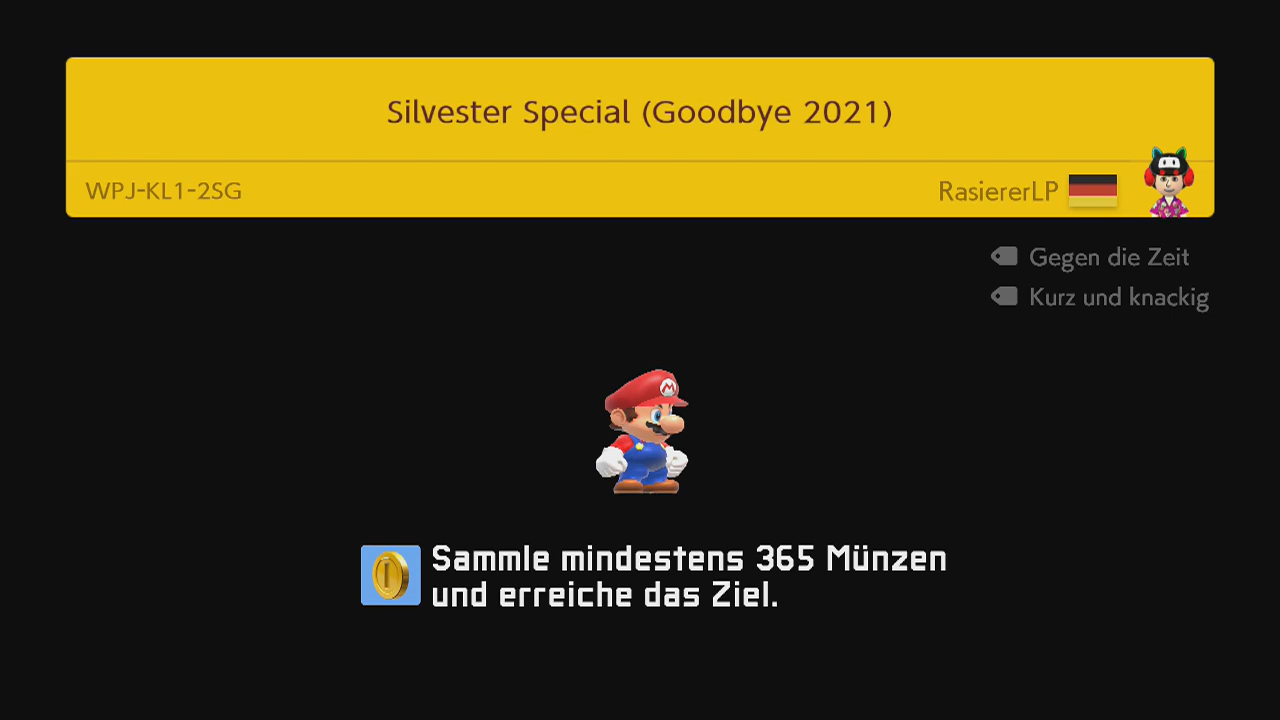 Silvester Special (Goodbye 2021)
WPJ-KL1-2SG
RasiererLP
Gegen die Zeit
Kurz und knackig
M
Sammle mindestens 365 Münzen
und erreiche das Ziel.